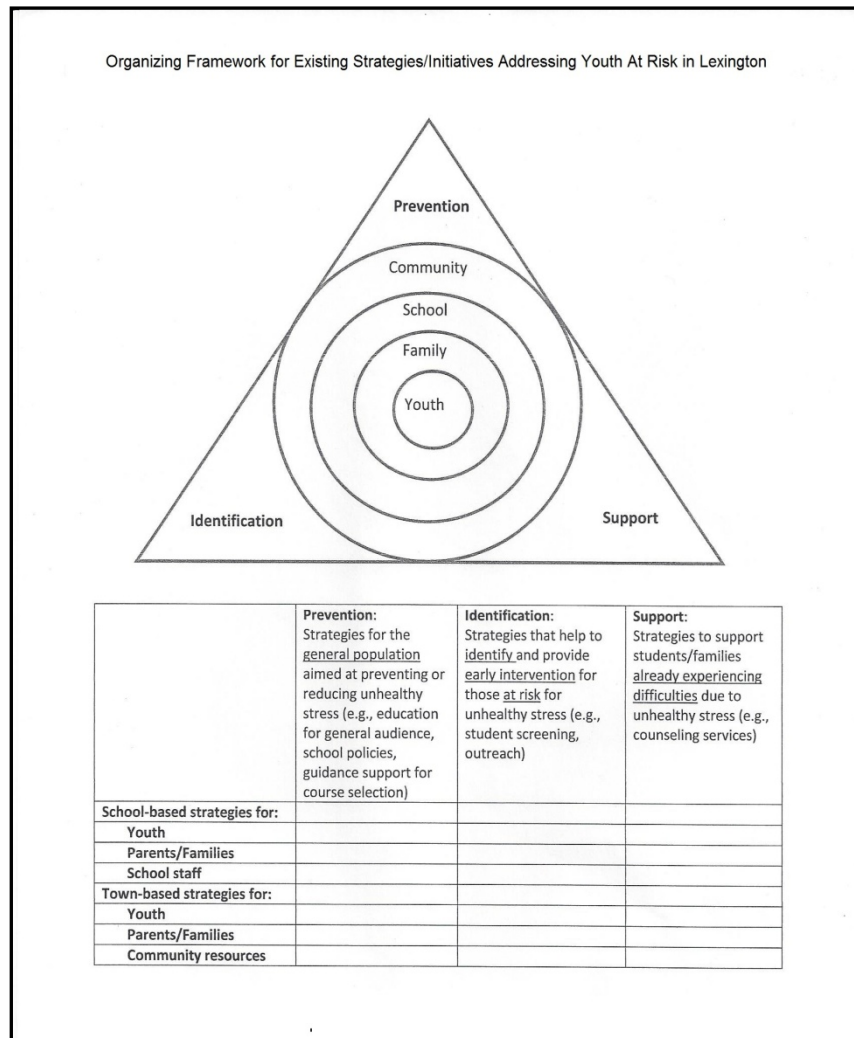 Organizing Framework for Existing Strategies/Initiatives Addressing Youth At Risk in Lexington
Prevention
Community
School
Family
Youth
Identification
Support
Prevention:
Strategies for the
general population
aimed at preventing or
reducing unhealthy
stress (e.g., education
for general audience,
school policies,
guidance support for
course selection)
Identification:
Strategies that help to
identify and provide
early intervention for
those at risk for
unhealthy stress (e.g.,
student screening,
outreach)
Support:
Strategies to support
students/families
already experiencing
difficulties due to
unhealthy stress (e.g.,
counseling services)
School-based strategies for:
Youth
Parents/Families
School staff
Town-based strategies for:
Youth
Parents/Families
Community resources